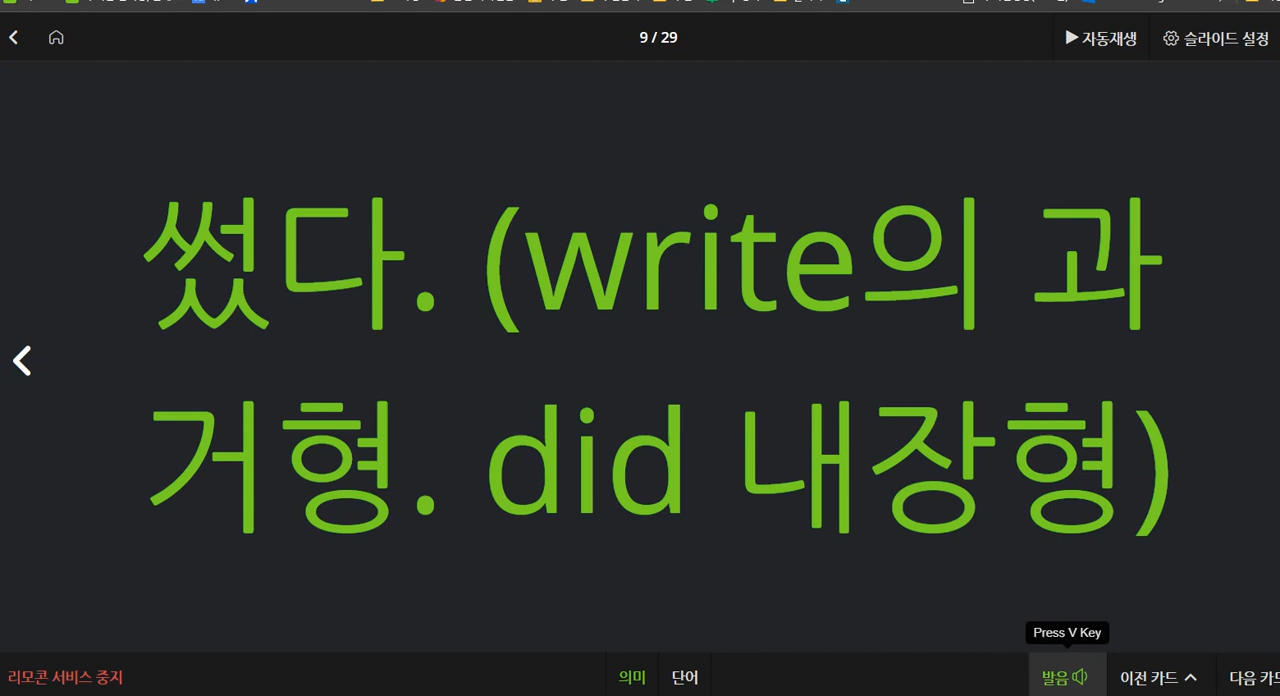 9 / 29
자동재생
슬라이드 설정
썼다. (write의 과
거형. did 내장형)
Press V Key
리모콘 서비스 중지
의미
단어
발음
이전 카드
다음